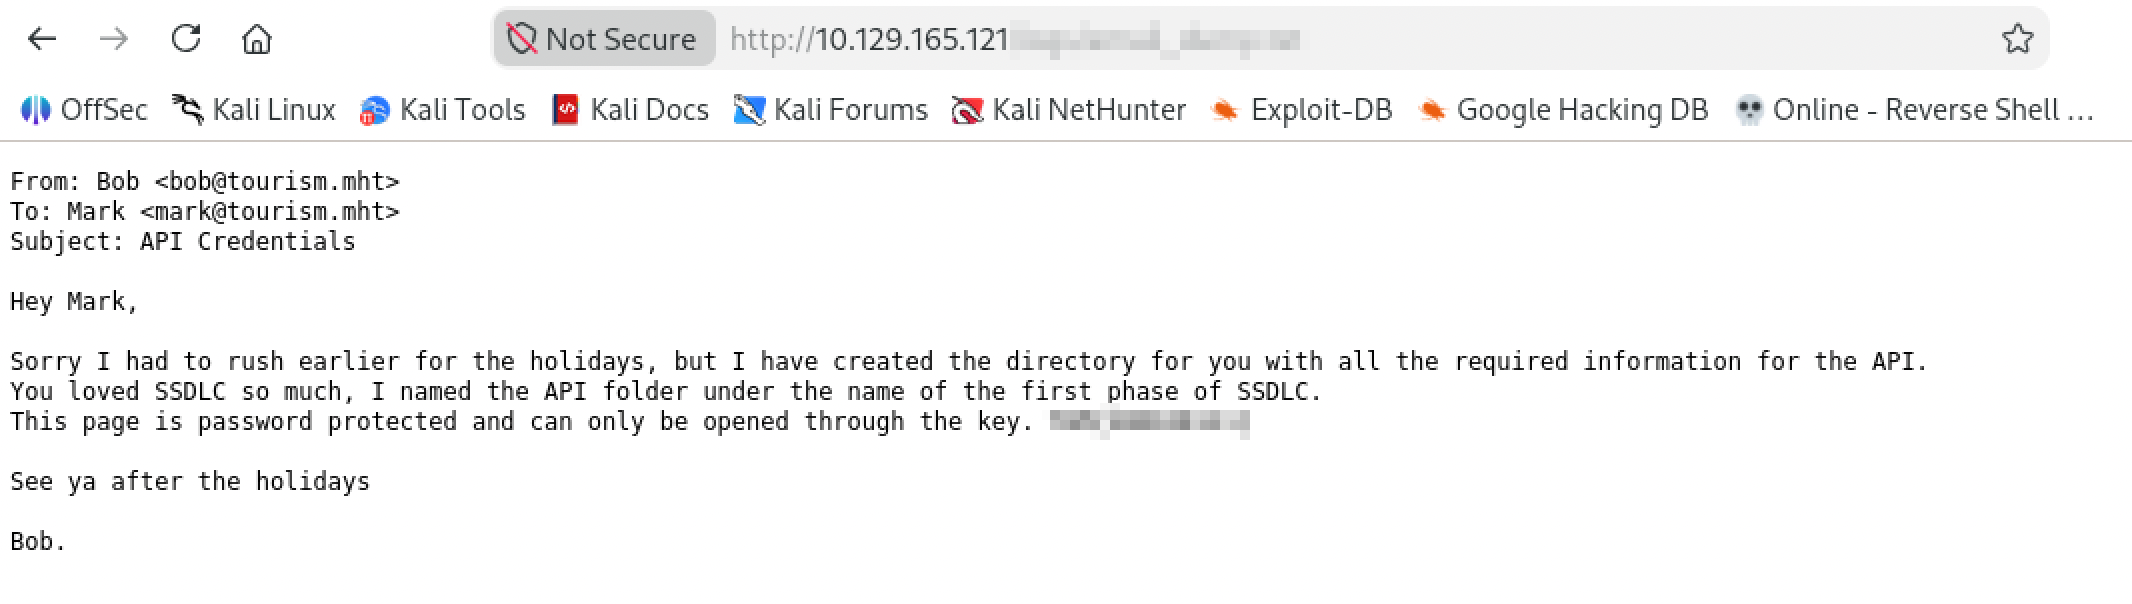 Not Secure http://10.129.165.121
OffSec Kali Linux Kali Tools Kali Docs Kali Forums Kali NetHunter Exploit-DB Google Hacking DB Online - Reverse Shell ...
From: Bob <bob@tourism.mht>
To: Mark <mark@tourism.mht>
Subject: API Credentials
Hey Mark,
Sorry I had to rush earlier for the holidays, but I have created the directory for you with all the required information for the API.
You loved SSDLC so much, I named the API folder under the name of the first phase of SSDLC.
This page is password protected and can only be opened through the key.
See ya after the holidays
Bob.